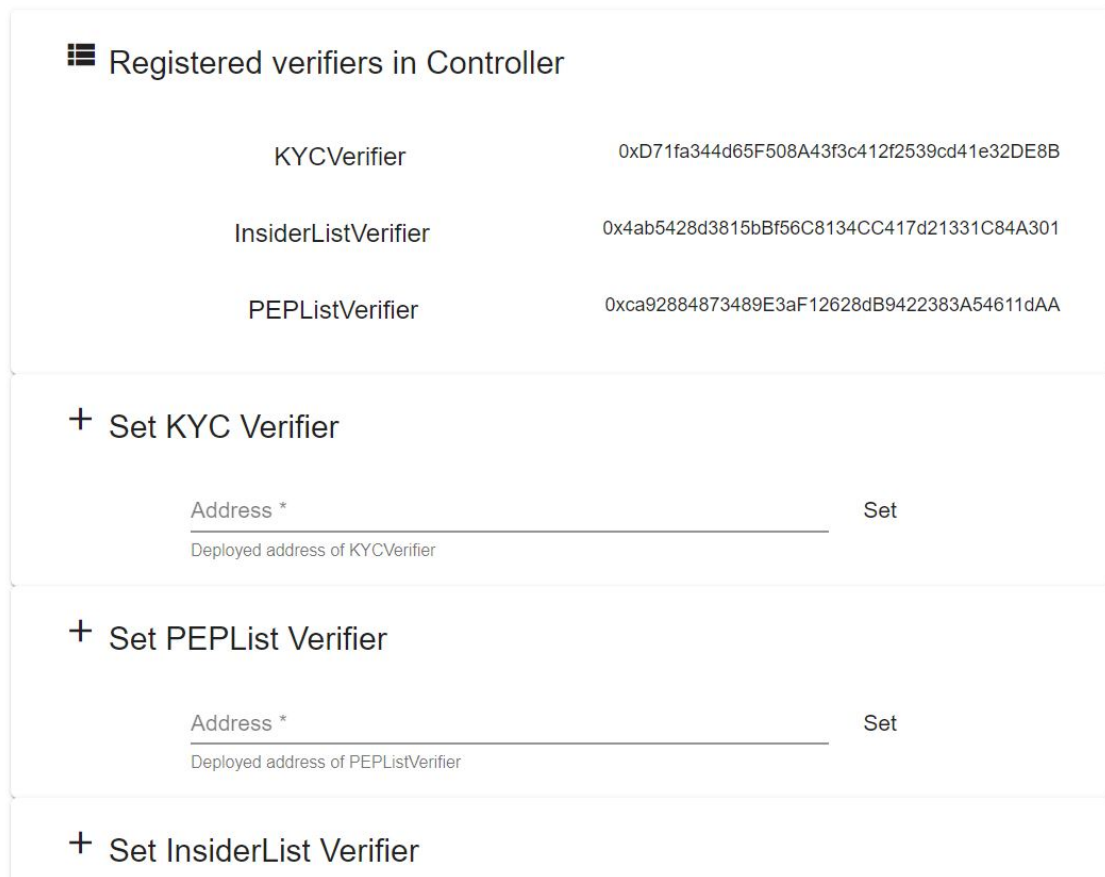 Registered verifiers in Controller
KYCVerifier 0xD71fa344d65F508A43f3c412f2539cd41e32DE8B
InsiderListVerifier 0x4ab5428d3815bBf56C8134CC417d21331C84A301
PEPListVerifier 0xca92884873489E3aF12628dB9422383A54611dAA
Set KYC Verifier
Address * Set
Deployed address of KYCVerifier
Set PEPList Verifier
Address * Set
Deployed address of PEPListVerifier
Set InsiderList Verifier